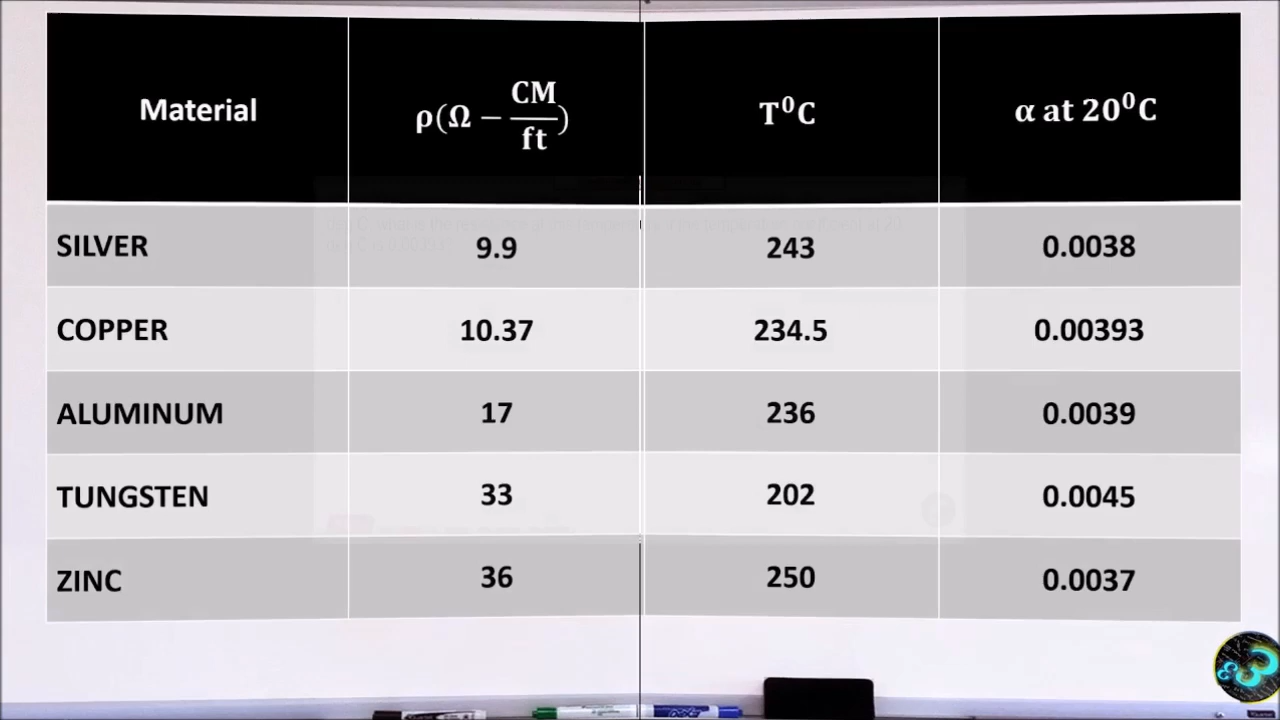 Material ρ(Ω − CM/ft) T⁰C α at 20⁰C
SILVER 9.9 243 0.0038
COPPER 10.37 234.5 0.00393
ALUMINUM 17 236 0.0039
TUNGSTEN 33 202 0.0045
ZINC 36 250 0.0037